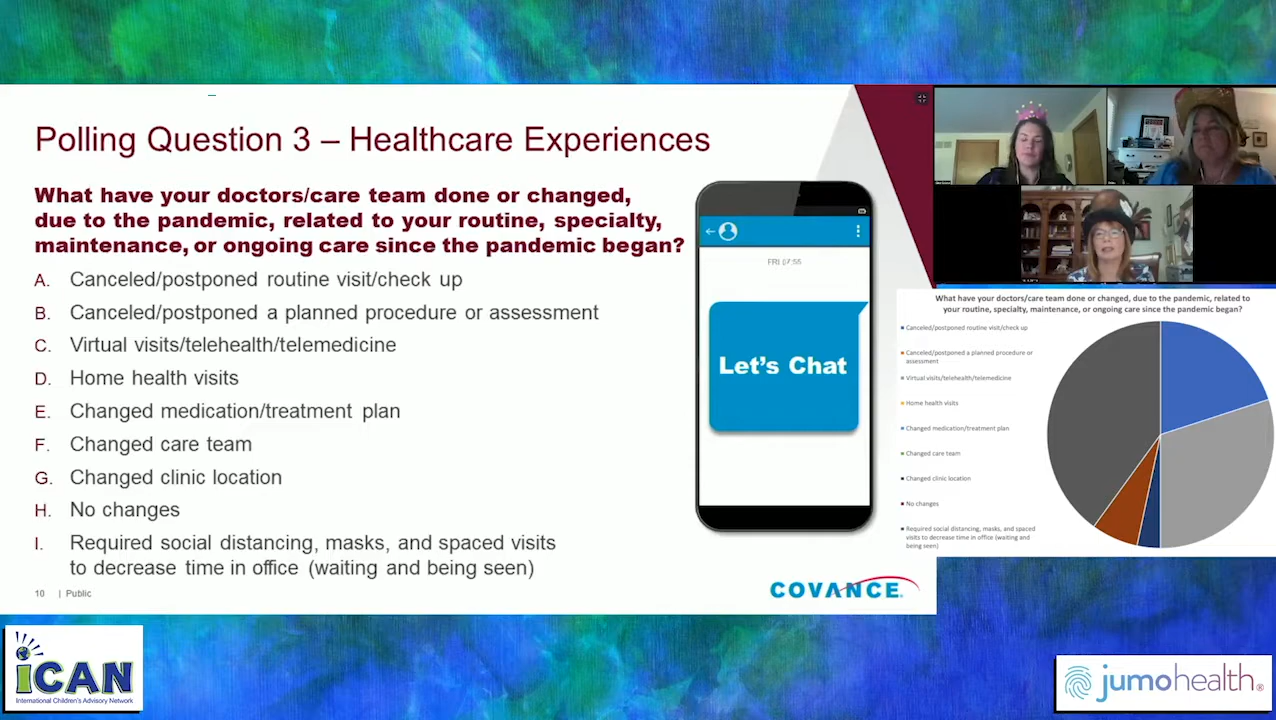 Polling Question 3 – Healthcare Experiences
What have your doctors/care team done or changed,
due to the pandemic, related to your routine, specialty,
maintenance, or ongoing care since the pandemic began?
A. Canceled/postponed routine visit/check up
B. Canceled/postponed a planned procedure or assessment
C. Virtual visits/telehealth/telemedicine
D. Home health visits
E. Changed medication/treatment plan
F. Changed care team
G. Changed clinic location
H. No changes
I. Required social distancing, masks, and spaced visits
to decrease time in office (waiting and being seen)
10 | Public
FRI 07:55
Let's Chat
COVANCE
What have your doctors/care team done or changed, due to the pandemic, related to
your routine, specialty, maintenance, or ongoing care since the pandemic began?
Canceled/postponed routine visit/check up
Canceled/postponed a planned procedure or
assessment
Virtual visits/telehealth/telemedicine
Home health visits
Changed medication/treatment plan
Changed care team
Changed clinic location
No changes
Required social distancing, masks, and spaced
visits to decrease time in office (waiting and
being seen)
iCAN
International Children's Advisory Network
jumohealth®